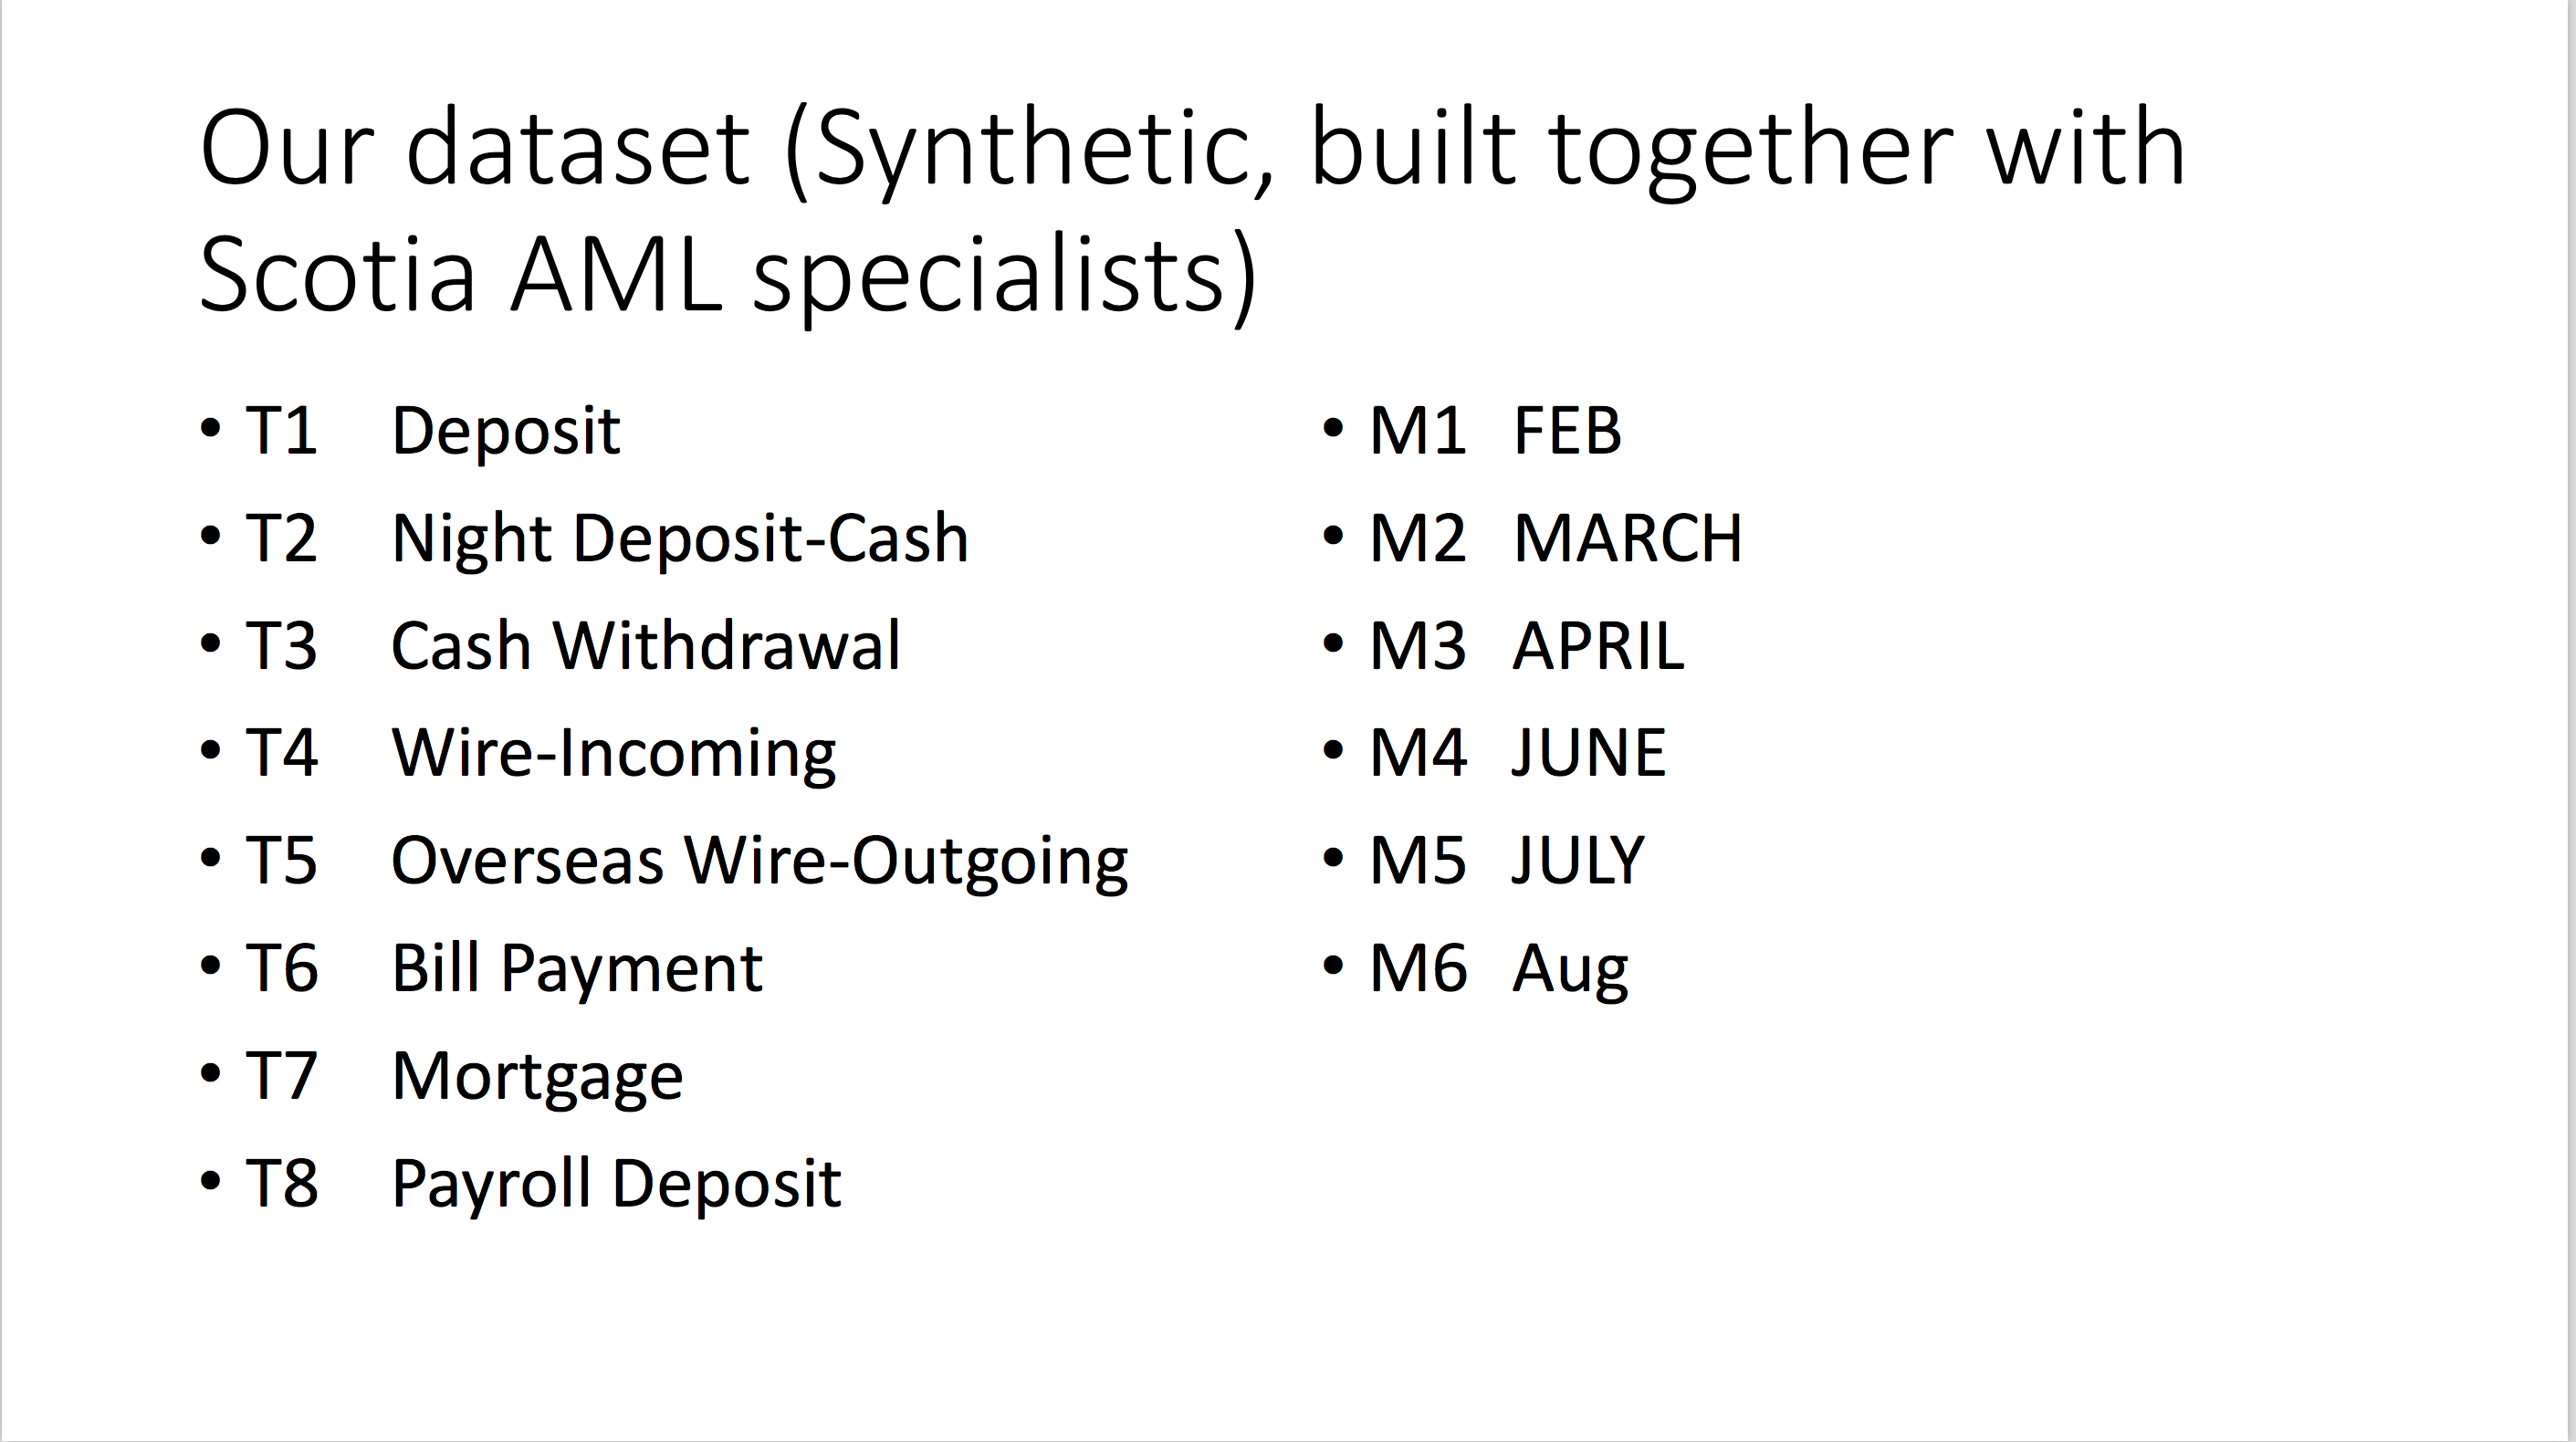 Our dataset (Synthetic, built together with
Scotia AML specialists)
• T1 Deposit
• T2 Night Deposit-Cash
• T3 Cash Withdrawal
• T4 Wire-Incoming
• T5 Overseas Wire-Outgoing
• T6 Bill Payment
• T7 Mortgage
• T8 Payroll Deposit
• M1 FEB
• M2 MARCH
• M3 APRIL
• M4 JUNE
• M5 JULY
• M6 Aug